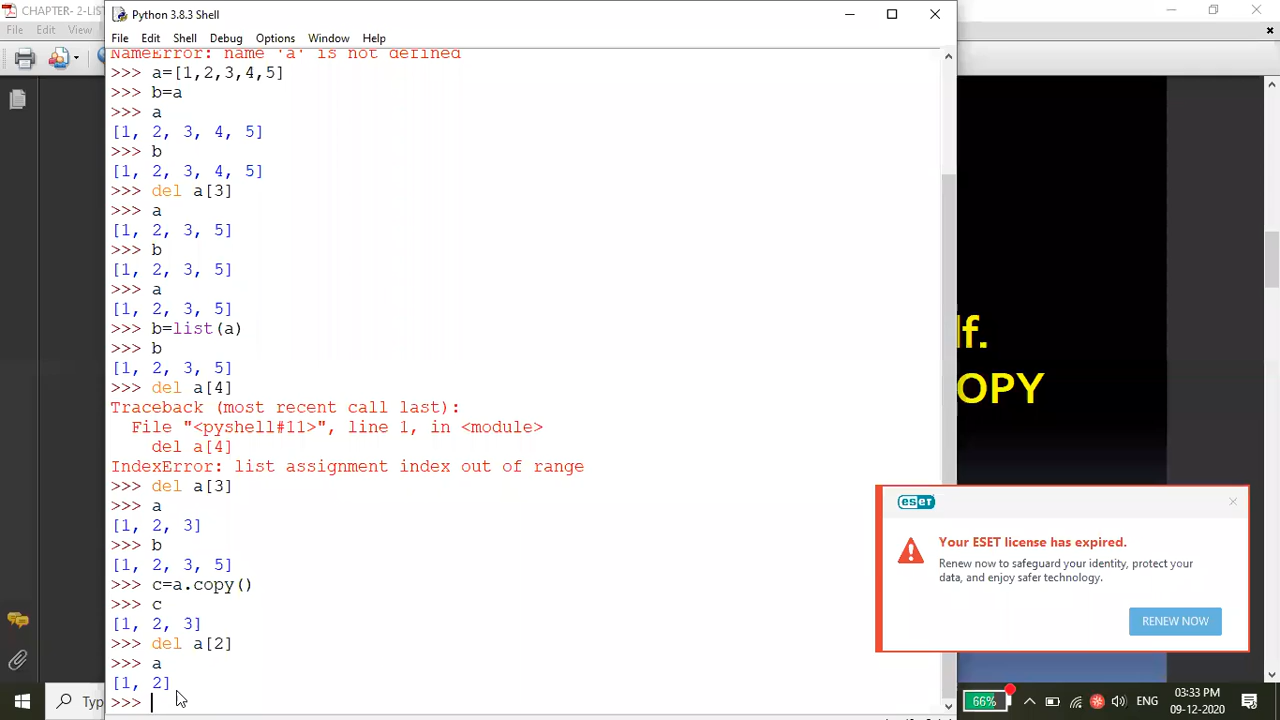 CHAPTER- 2-LIS
Python 3.8.3 Shell
File Edit View
File Edit Shell Debug Options Window Help
NameError: name 'a' is not defined
>>> a=[1,2,3,4,5]
>>> b=a
>>> a
[1, 2, 3, 4, 5]
>>> b
[1, 2, 3, 4, 5]
>>> del a[3]
>>> a
[1, 2, 3, 5]
>>> b
[1, 2, 3, 5]
>>> a
[1, 2, 3, 5]
>>> b=list(a)
>>> b
[1, 2, 3, 5]
>>> del a[4]
Traceback (most recent call last):
File "<pyshell#11>", line 1, in <module>
del a[4]
IndexError: list assignment index out of range
>>> del a[3]
>>> a
[1, 2, 3]
>>> b
[1, 2, 3, 5]
>>> c=a.copy()
>>> c
[1, 2, 3]
>>> del a[2]
>>> a
[1, 2]
>>>
lf.
OPY
eset
Your ESET license has expired.
Renew now to safeguard your identity, protect your
data, and enjoy safer technology.
RENEW NOW
Typ
66%
ENG
03:33 PM
09-12-2020